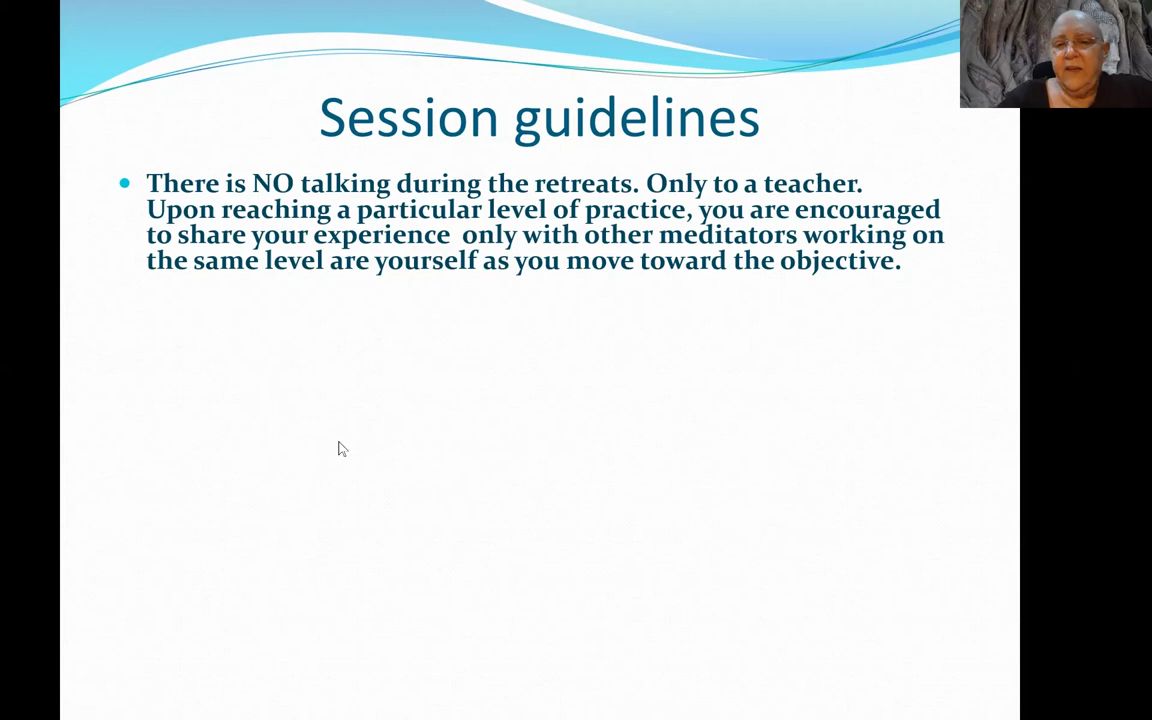 Session guidelines
There is NO talking during the retreats. Only to a teacher.
Upon reaching a particular level of practice, you are encouraged
to share your experience  only with other meditators working on
the same level are yourself as you move toward the objective.